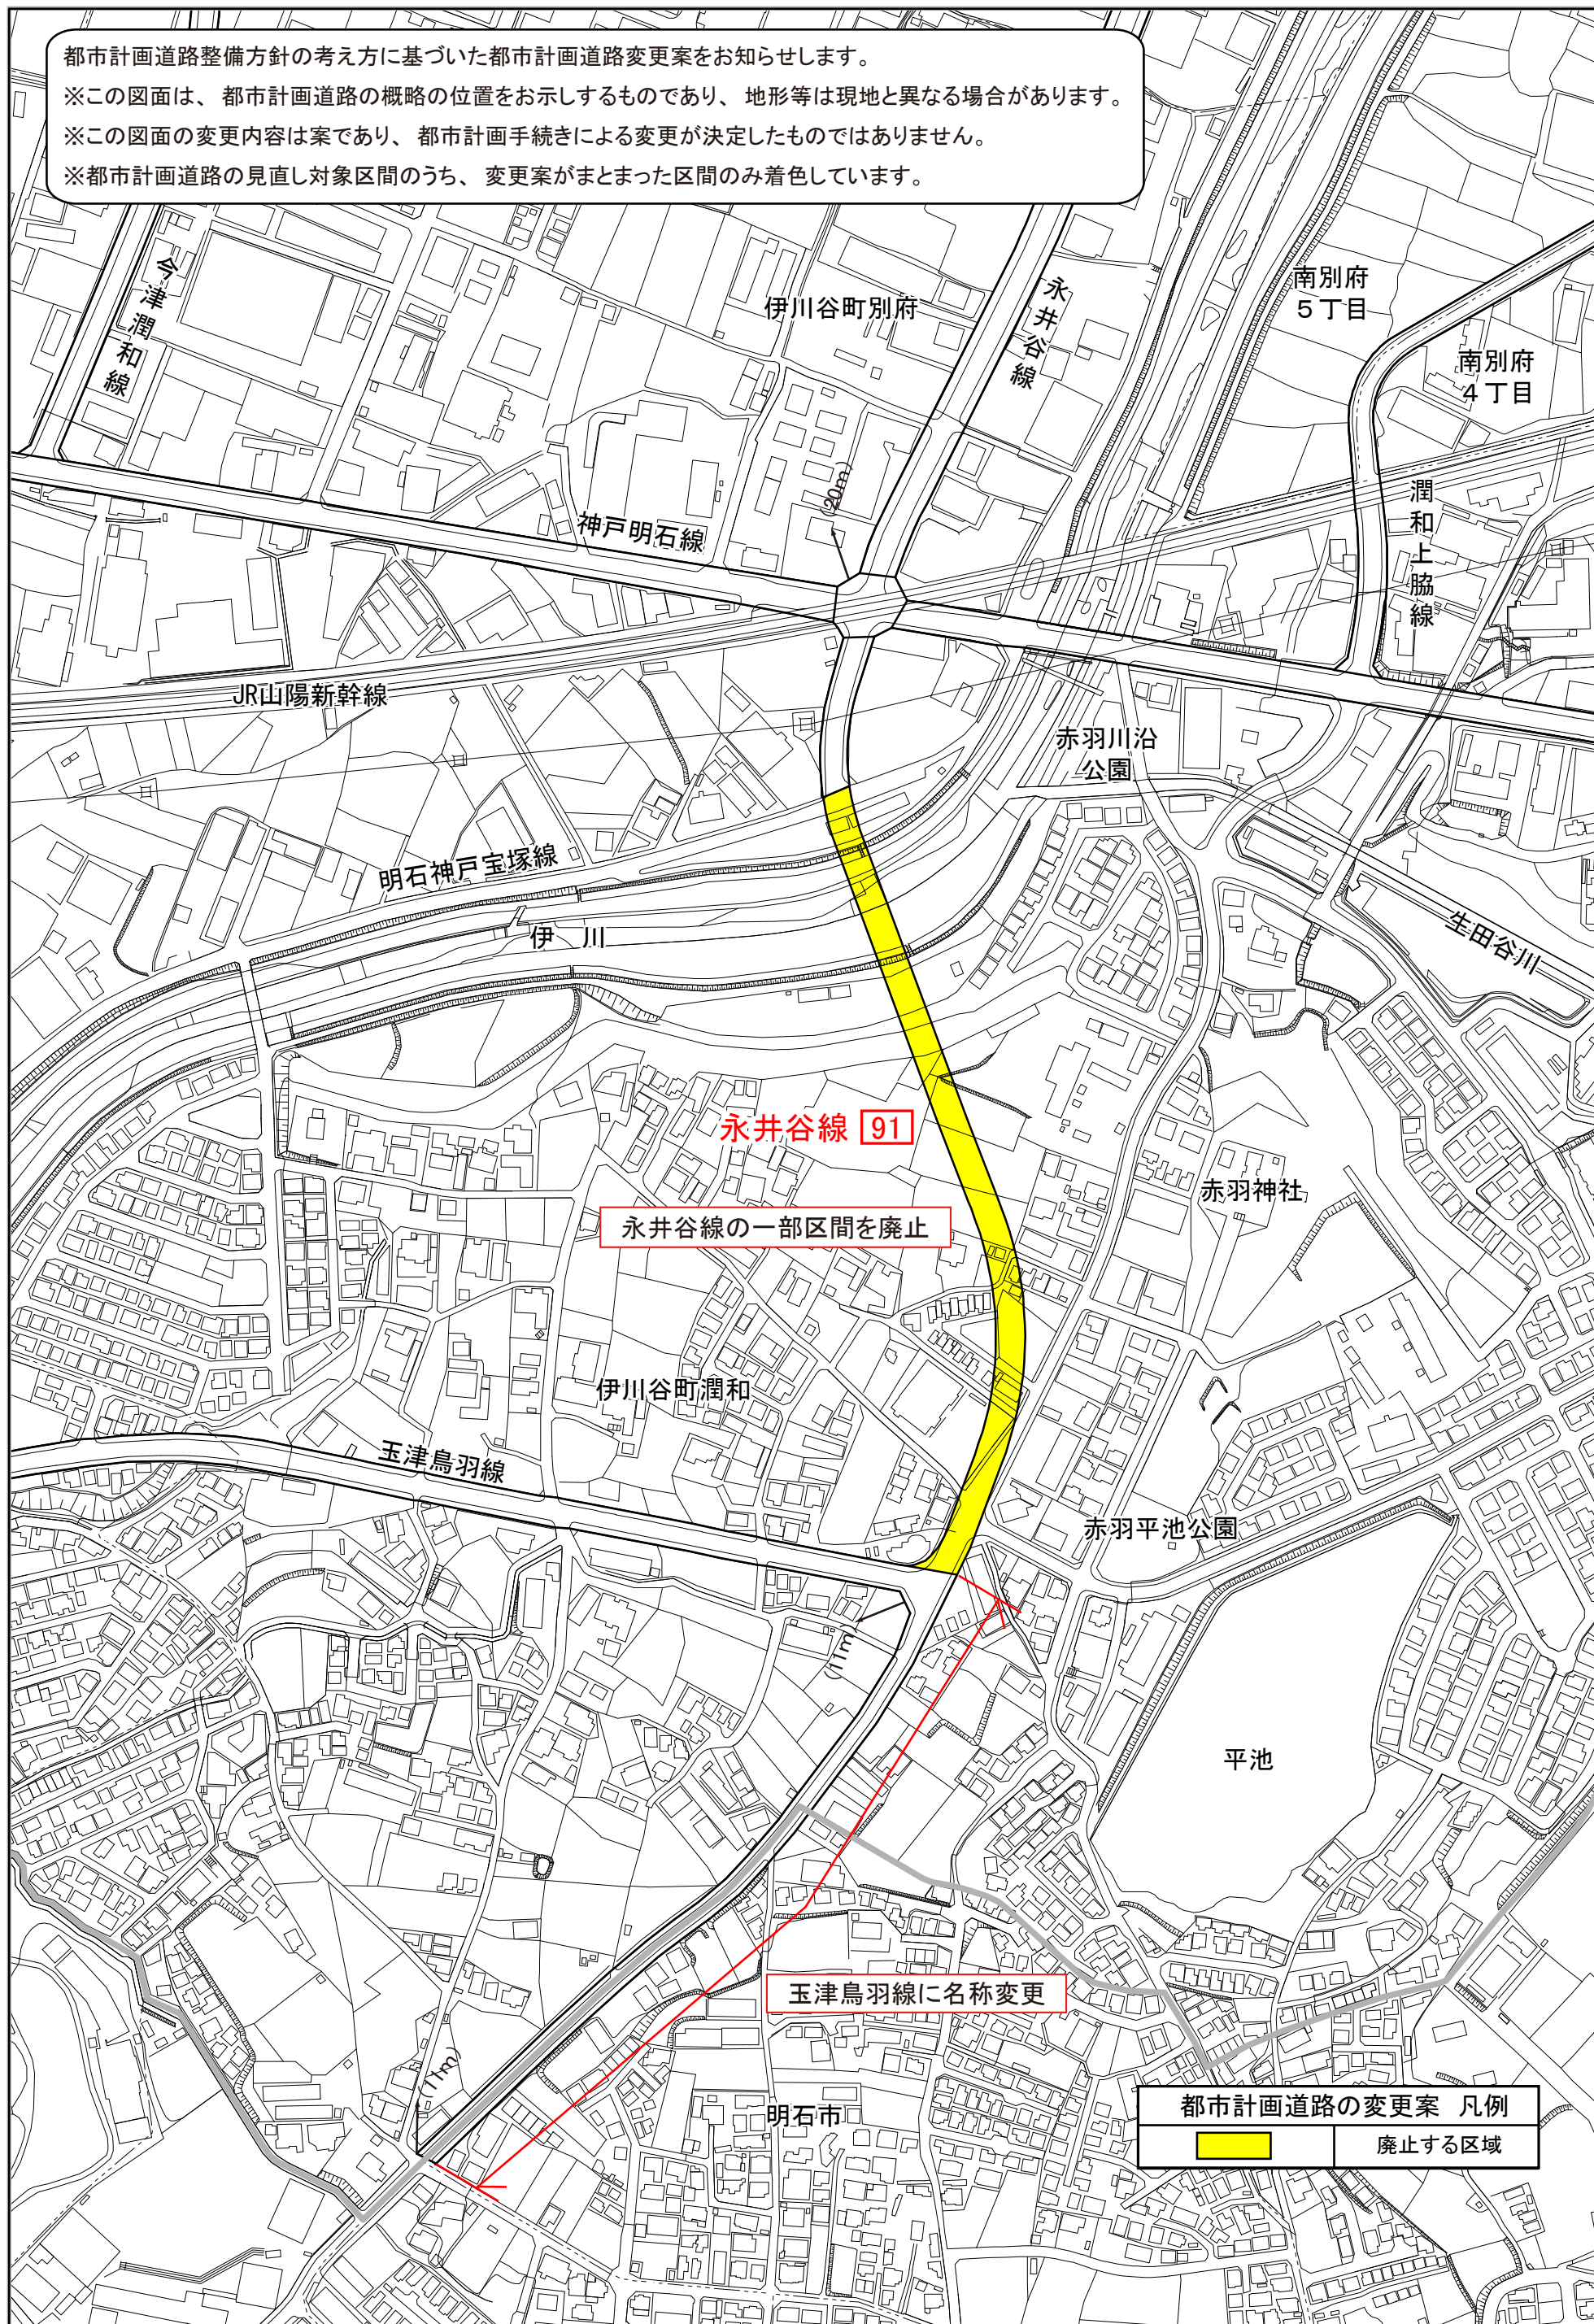 都市計画道路整備方針の考え方に基づいた都市計画道路変更案をお知らせします。
※この図面は、都市計画道路の概略の位置をお示しするものであり、地形等は現地と異なる場合があります。
※この図面の変更内容は案であり、都市計画手続きによる変更が決定したものではありません。
※都市計画道路の見直し対象区間のうち、変更案がまとまった区間のみ着色しています。
今津潤和線
伊川谷町別府
永井谷線
南別府
5丁目
南別府
4丁目
(20m)
神戸明石線
潤和上脇線
JR山陽新幹線
赤羽川沿
公園
明石神戸宝塚線
伊 川
生田谷川
永井谷線 91
赤羽神社
永井谷線の一部区間を廃止
伊川谷町潤和
玉津鳥羽線
赤羽平池公園
(11m)
平池
玉津鳥羽線に名称変更
(11m)
明石市
都市計画道路の変更案 凡例
廃止する区域